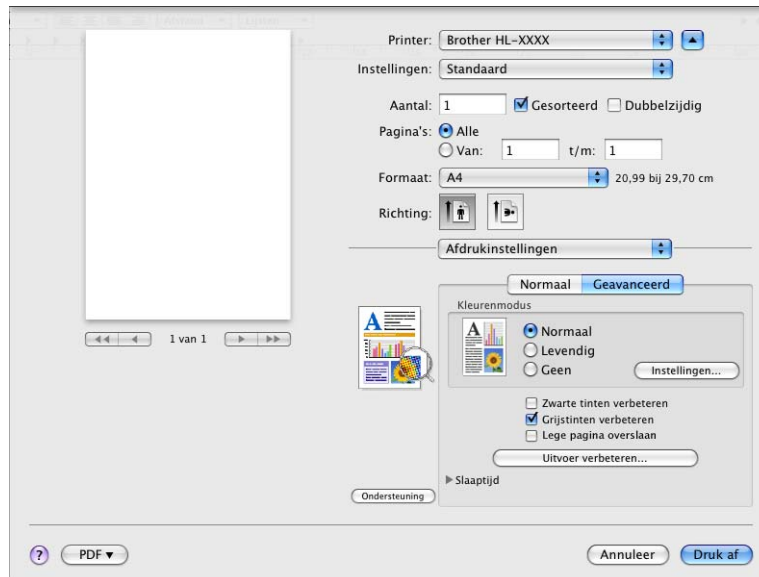 Printer: Brother HL-XXXX
Instellingen: Standaard
Aantal: 1 Gesorteerd Dubbelzijdig
Pagina's: Alle
Van: 1 t/m: 1
Formaat: A4 20,99 bij 29,70 cm
Richting:
Afdrukinstellingen
Normaal Geavanceerd
Kleurenmodus
Normaal
Levendig
Geen Instellingen...
Zwarte tinten verbeteren
Grijstinten verbeteren
Lege pagina overslaan
Uitvoer verbeteren...
Slaaptijd
1 van 1
Ondersteuning
? PDF Annuleer Druk af